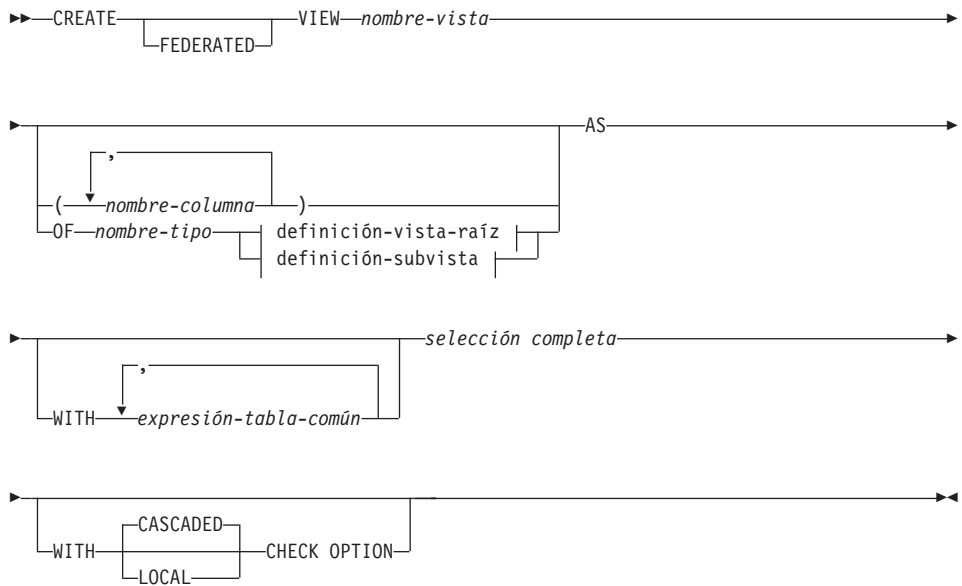 CREATE VIEW nombre-vista
FEDERATED
AS
,
( nombre-columna )
OF nombre-tipo definición-vista-raíz
definición-subvista
selección completa
,
WITH expresión-tabla-común
CASCADED
WITH CHECK OPTION
LOCAL